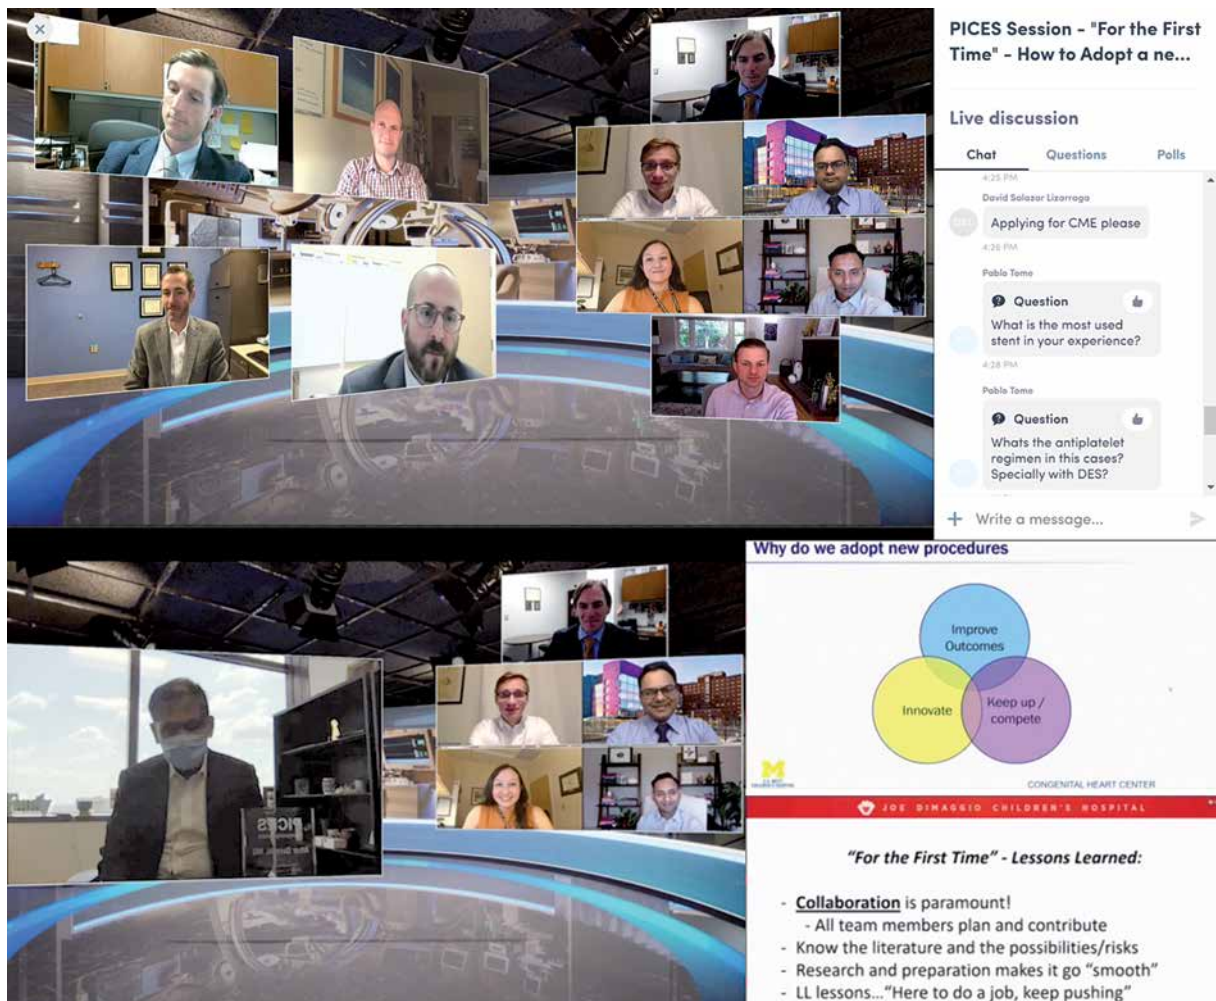 PICES Session - "For the First
Time" - How to Adopt a ne...
Live discussion
Chat Questions Polls
4:25 PM
David Salazar Lizarraga
Applying for CME please
4:26 PM
Pablo Tome
Question
What is the most used
stent in your experience?
4:28 PM
Pablo Tome
Question
Whats the antiplatelet
regimen in this cases?
Specially with DES?
Write a message...
Why do we adopt new procedures
Improve
Outcomes
Innovate
Keep up /
compete
M
CONGENITAL HEART CENTER
JOE DIMAGGIO CHILDREN'S HOSPITAL
"For the First Time" - Lessons Learned:
- Collaboration is paramount!
- All team members plan and contribute
- Know the literature and the possibilities/risks
- Research and preparation makes it go "smooth"
- LL lessons..."Here to do a job, keep pushing"
PICES